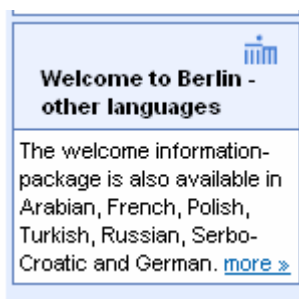 Welcome to Berlin -
other languages
The welcome information-
package is also available in
Arabian, French, Polish,
Turkish, Russian, Serbo-
Croatic and German. more »